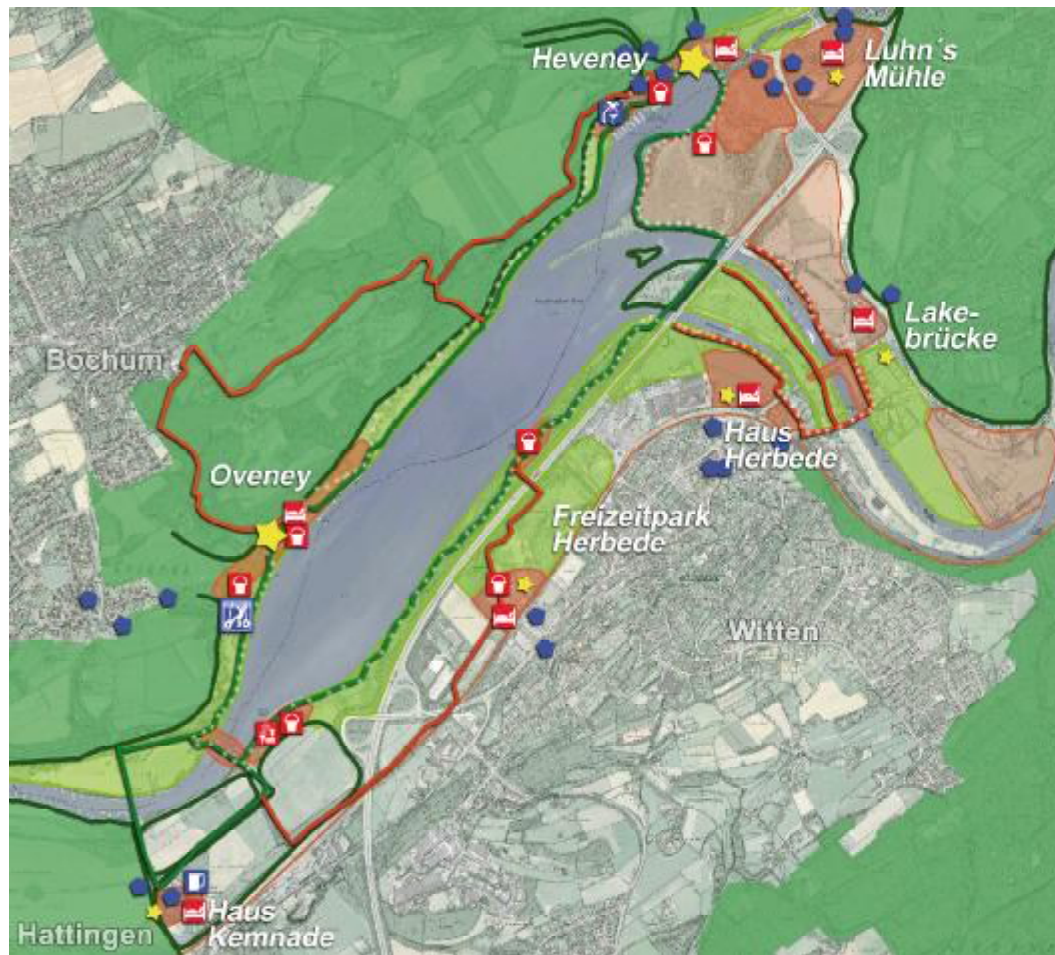 Heveney
Luhn´s
Mühle
Lake-
brücke
Bochum
Haus
Herbede
Oveney
Freizeitpark
Herbede
Witten
Haus
Kemnade
Hattingen